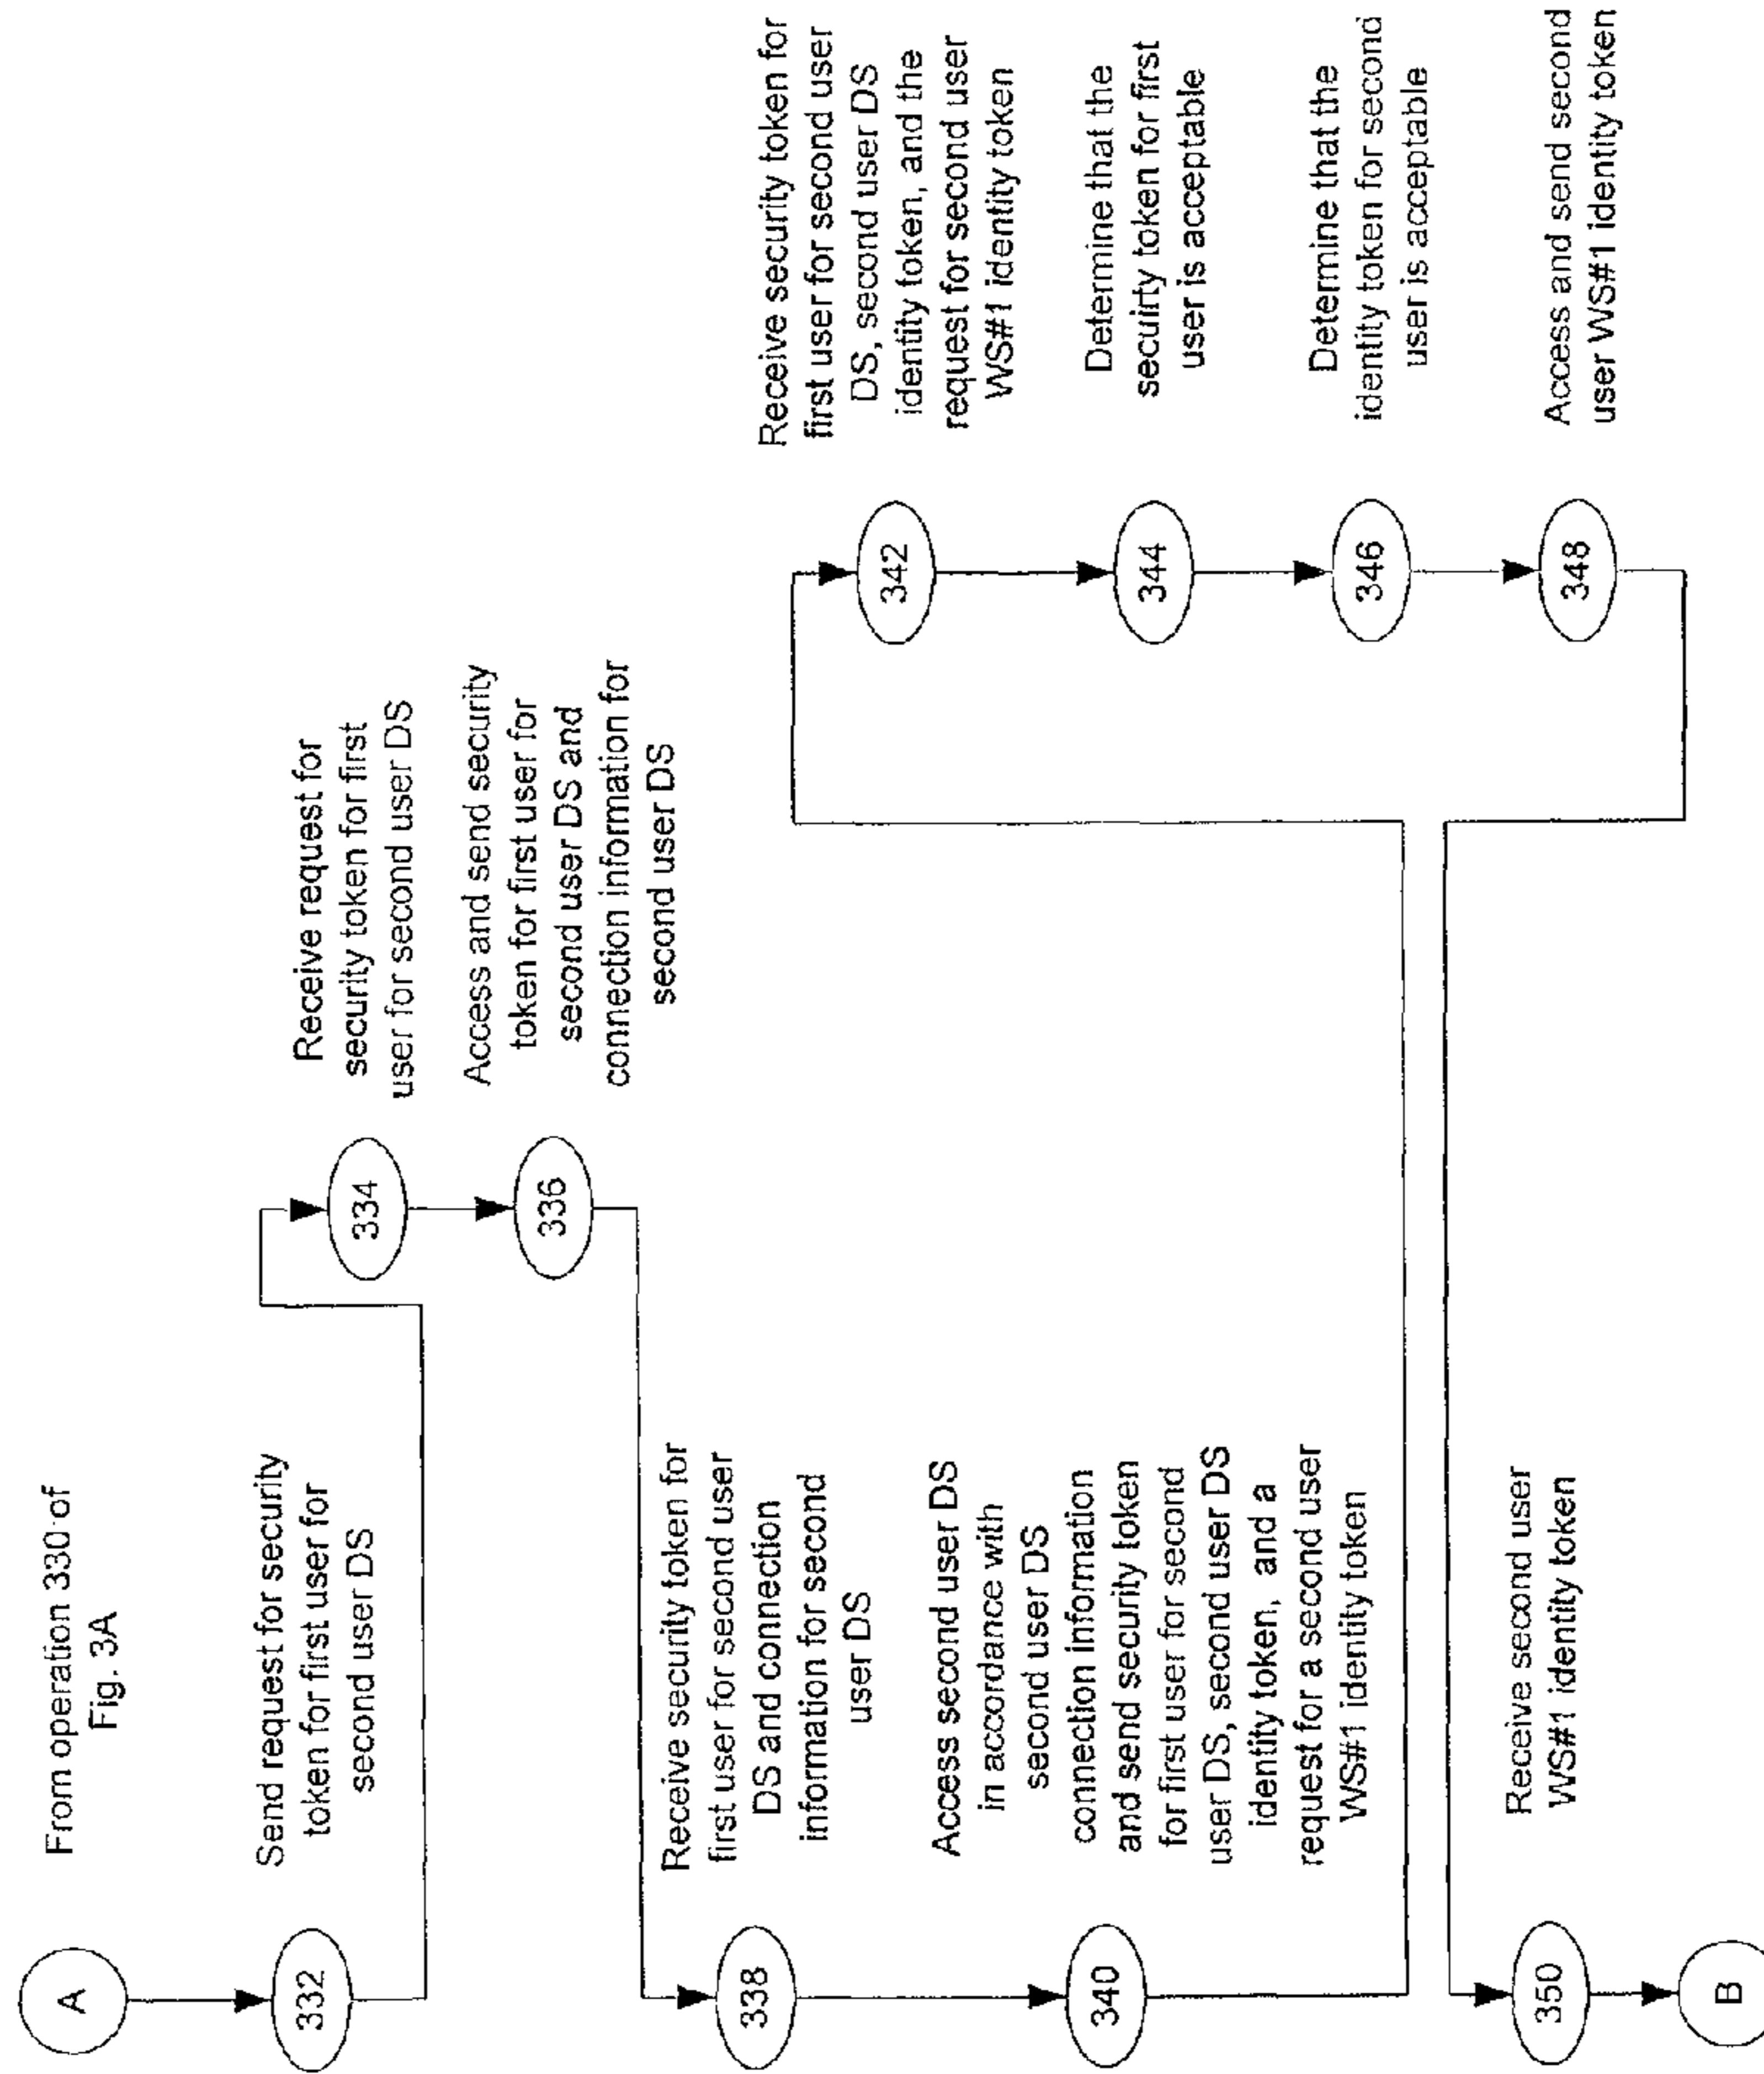 From operation 330 of
Fig. 3A
A
332
Send request for security
token for first user for
second user DS
334
Receive request for
security token for first
user for second user DS
336
Access and send security
token for first user for
second user DS and
connection information for
second user DS
338
Receive security token for
first user for second user
DS and connection
information for second
user DS
340
Access second user DS
in accordance with
second user DS
connection information
and send security token
for first user for second
user DS, second user DS
identity token, and a
request for a second user
WS#1 identity token
342
Receive security token for
first user for second user
DS, second user DS
identity token, and the
request for second user
WS#1 identity token
344
Determine that the
secuirty token for first
user is acceptable
346
Determine that the
identity token for second
user is acceptable
348
Access and send second
user WS#1 identity token
350
Receive second user
WS#1 identity token
B